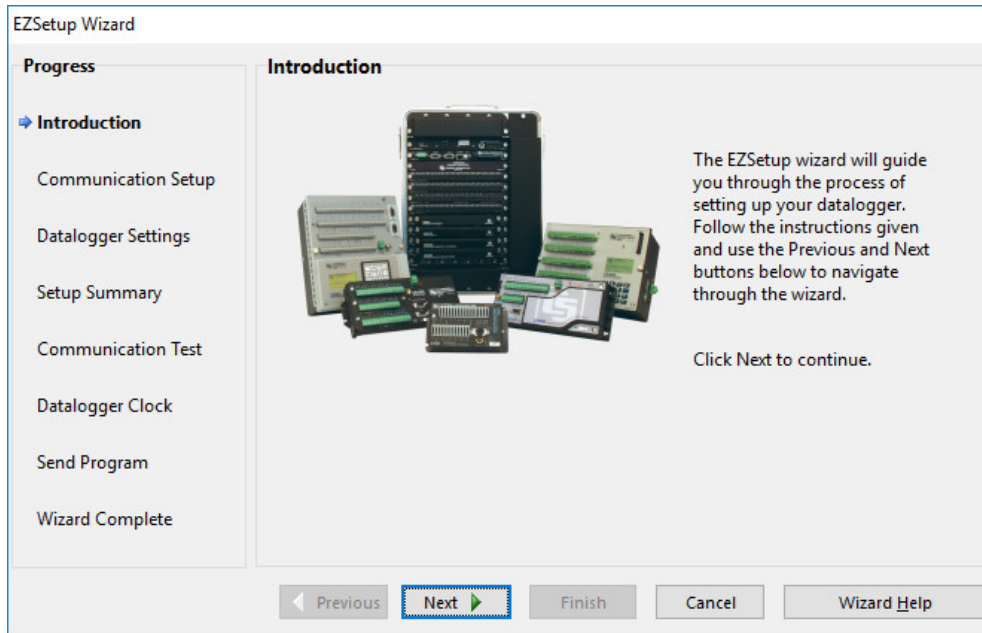 EZSetup Wizard
Progress
Introduction
Communication Setup
Datalogger Settings
Setup Summary
Communication Test
Datalogger Clock
Send Program
Wizard Complete
Introduction
The EZSetup wizard will guide
you through the process of
setting up your datalogger.
Follow the instructions given
and use the Previous and Next
buttons below to navigate
through the wizard.
Click Next to continue.
Previous Next Finish Cancel Wizard Help